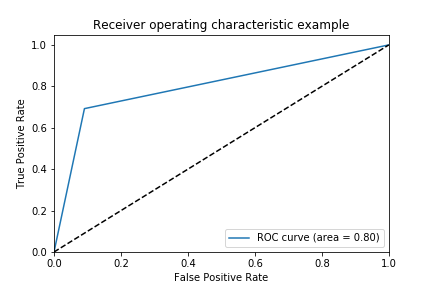 Receiver operating characteristic example
1.0
0.8
0.6
0.4
0.2
0.0
True Positive Rate
ROC curve (area = 0.80)
0.0 0.2 0.4 0.6 0.8 1.0
False Positive Rate